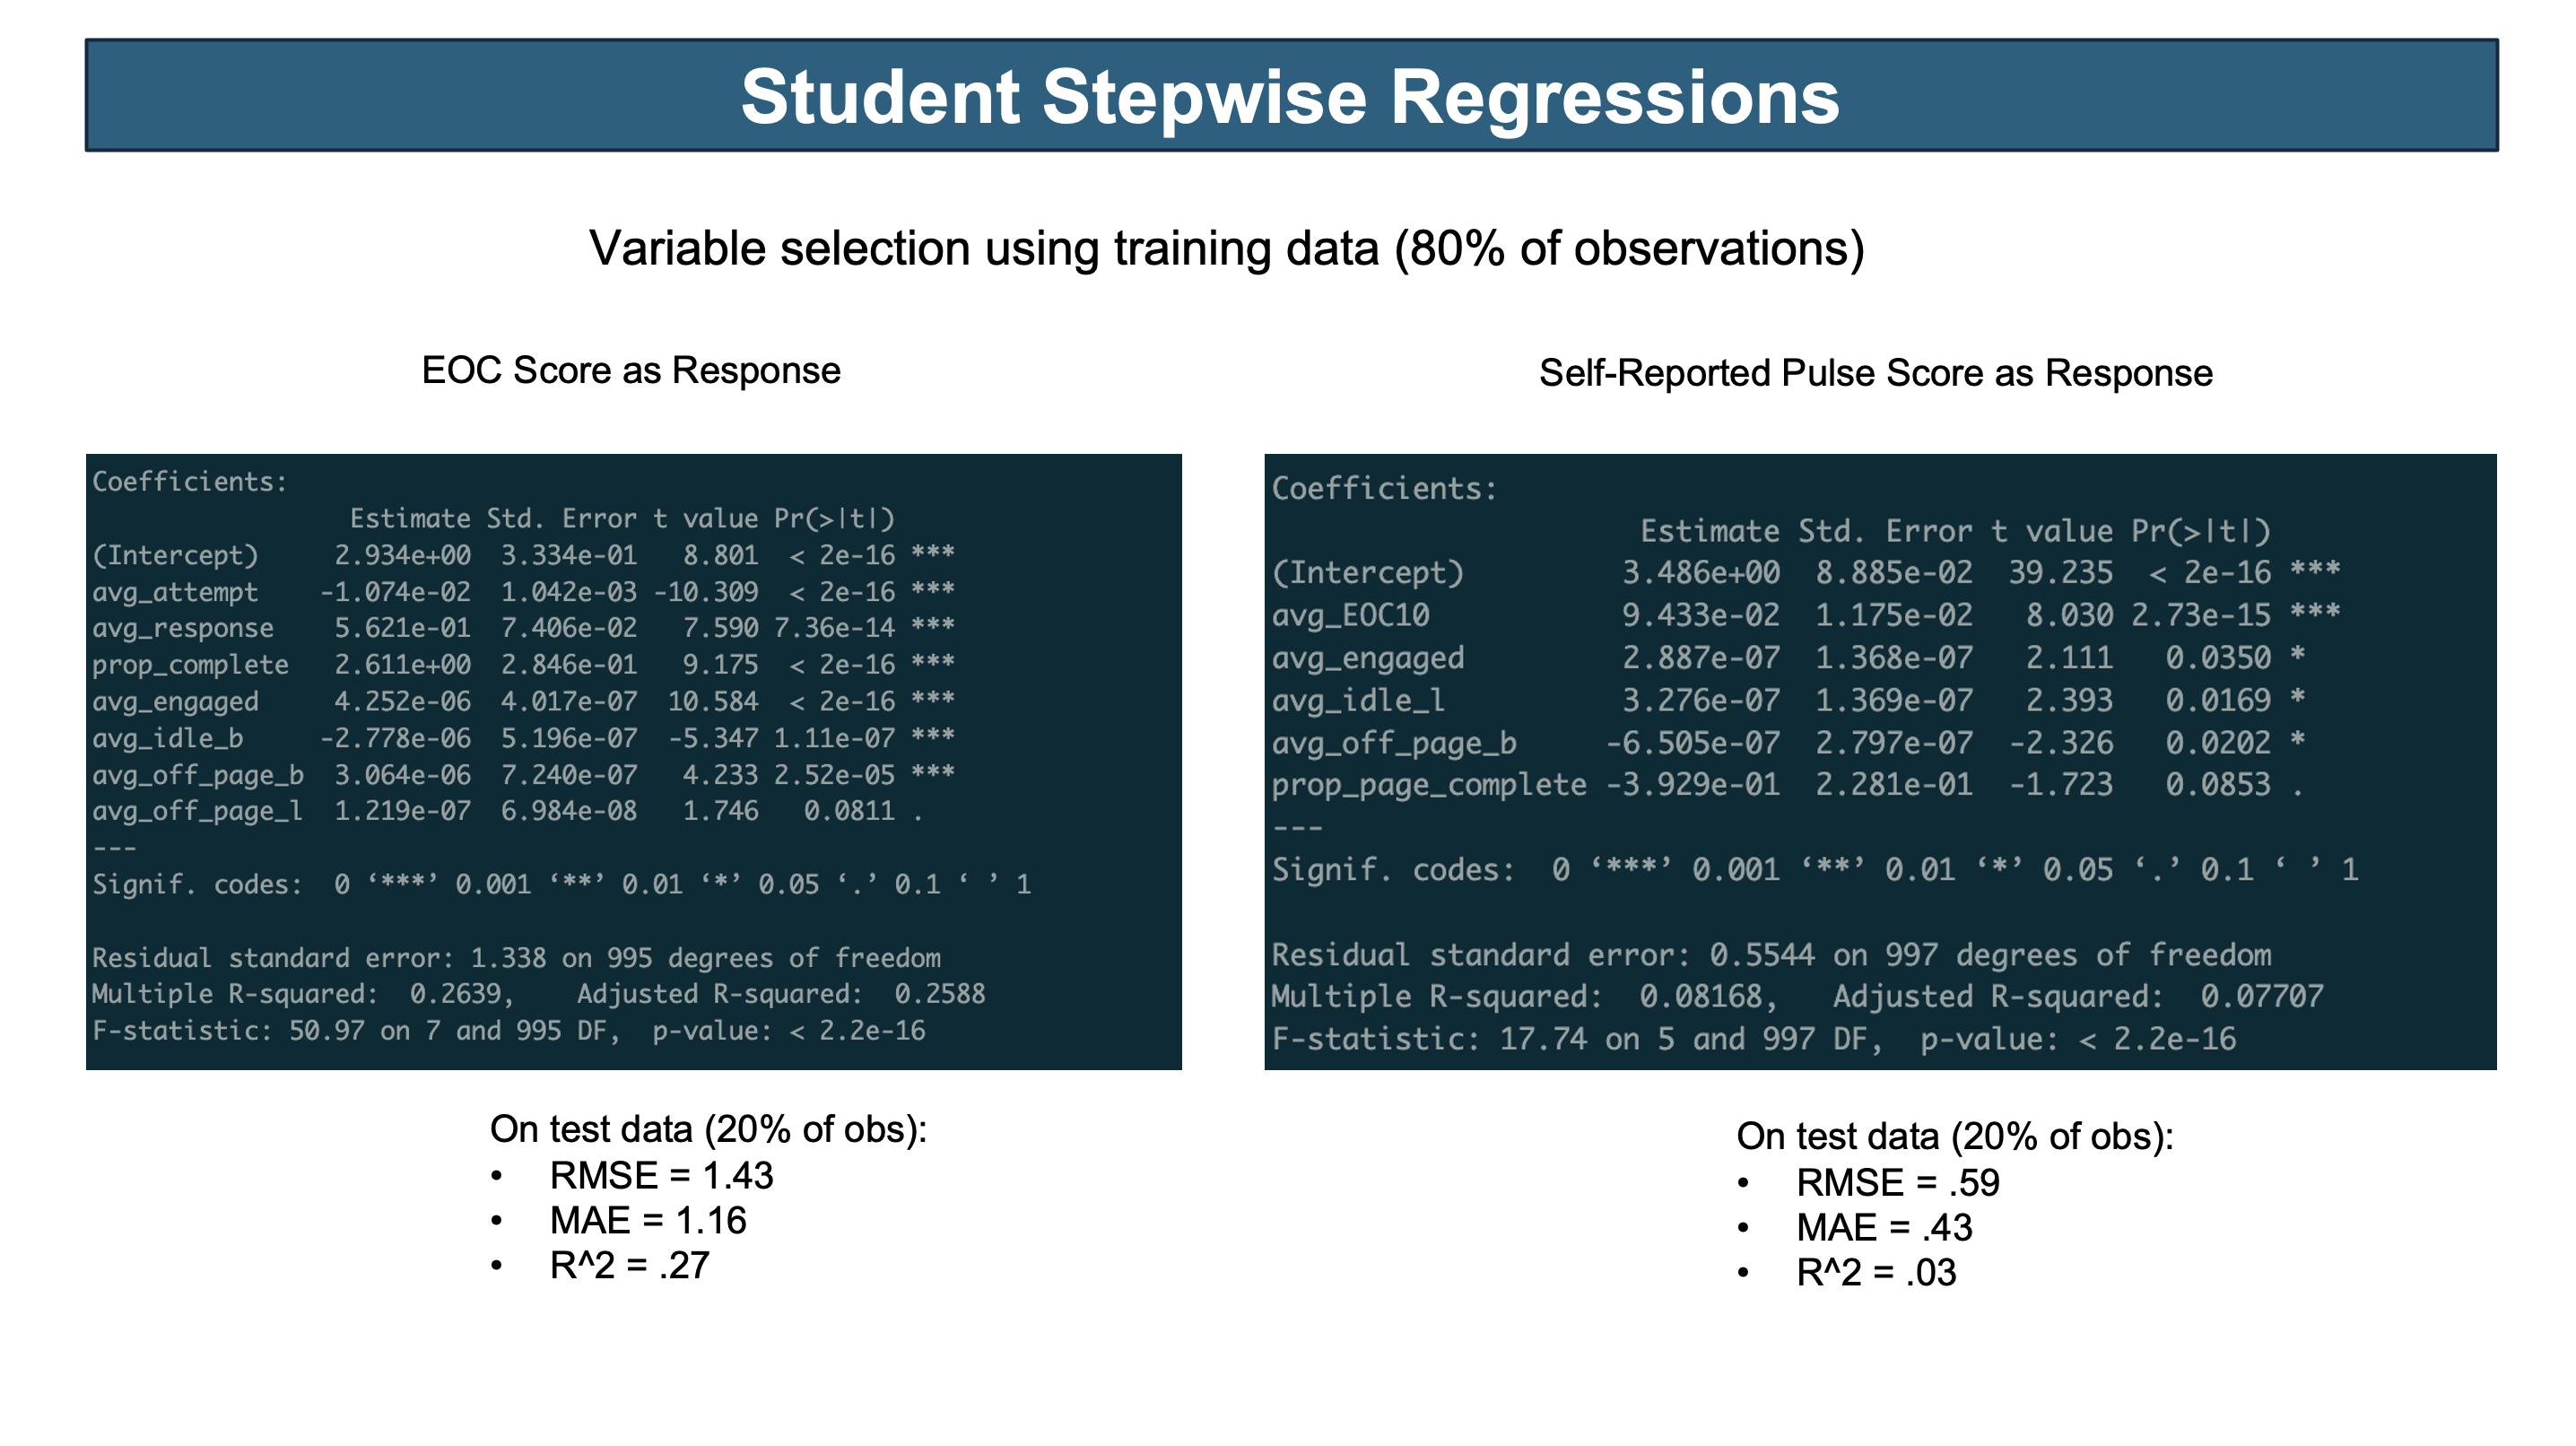 Student Stepwise Regressions
Variable selection using training data (80% of observations)
EOC Score as Response
Coefficients:
Estimate Std. Error t value Pr(>|t|)
(Intercept) 2.934e+00 3.334e-01 8.801 < 2e-16 ***
avg_attempt -1.074e-02 1.042e-03 -10.309 < 2e-16 ***
avg_response 5.621e-01 7.406e-02 7.590 7.36e-14 ***
prop_complete 2.611e+00 2.846e-01 9.175 < 2e-16 ***
avg_engaged 4.252e-06 4.017e-07 10.584 < 2e-16 ***
avg_idle_b -2.778e-06 5.196e-07 -5.347 1.11e-07 ***
avg_off_page_b 3.064e-06 7.240e-07 4.233 2.52e-05 ***
avg_off_page_l 1.219e-07 6.984e-08 1.746 0.0811 .
---
Signif. codes: 0 ‘***’ 0.001 ‘**’ 0.01 ‘*’ 0.05 ‘.’ 0.1 ‘ ’ 1
Residual standard error: 1.338 on 995 degrees of freedom
Multiple R-squared: 0.2639, Adjusted R-squared: 0.2588
F-statistic: 50.97 on 7 and 995 DF, p-value: < 2.2e-16
On test data (20% of obs):
• RMSE = 1.43
• MAE = 1.16
• R^2 = .27
Self-Reported Pulse Score as Response
Coefficients:
Estimate Std. Error t value Pr(>|t|)
(Intercept) 3.486e+00 8.885e-02 39.235 < 2e-16 ***
avg_EOC10 9.433e-02 1.175e-02 8.030 2.73e-15 ***
avg_engaged 2.887e-07 1.368e-07 2.111 0.0350 *
avg_idle_l 3.276e-07 1.369e-07 2.393 0.0169 *
avg_off_page_b -6.505e-07 2.797e-07 -2.326 0.0202 *
prop_page_complete -3.929e-01 2.281e-01 -1.723 0.0853 .
---
Signif. codes: 0 ‘***’ 0.001 ‘**’ 0.01 ‘*’ 0.05 ‘.’ 0.1 ‘ ’ 1
Residual standard error: 0.5544 on 997 degrees of freedom
Multiple R-squared: 0.08168, Adjusted R-squared: 0.07707
F-statistic: 17.74 on 5 and 997 DF, p-value: < 2.2e-16
On test data (20% of obs):
• RMSE = .59
• MAE = .43
• R^2 = .03